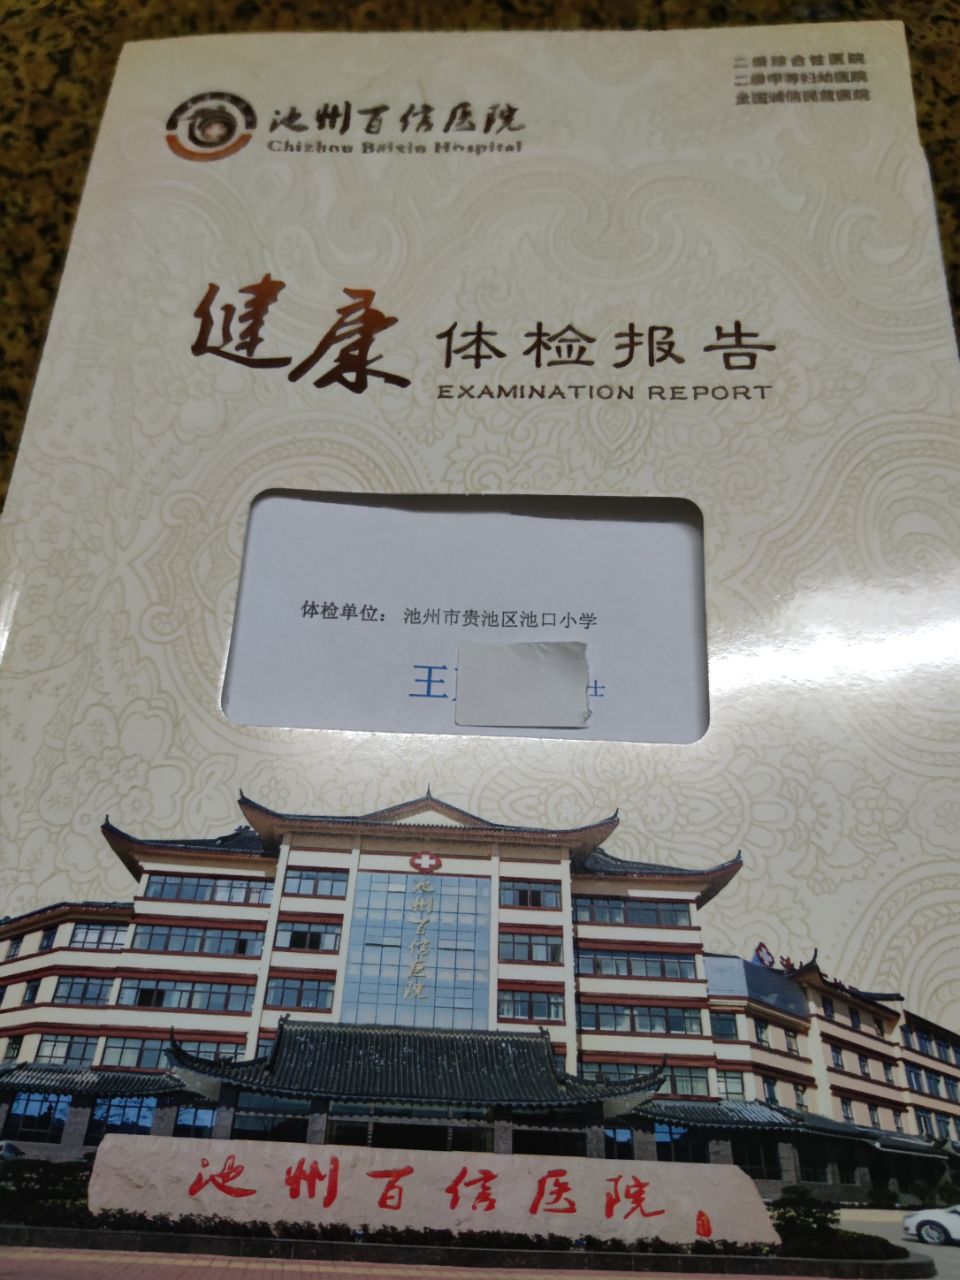 二级综合性医院
二级甲等妇幼医院
全国诚信民营医院
池州百信医院
Chizhou Baixin Hospital
健康 体检报告
EXAMINATION REPORT
体检单位： 池州市贵池区池口小学
王
士
池州百信医院
池州百信医院